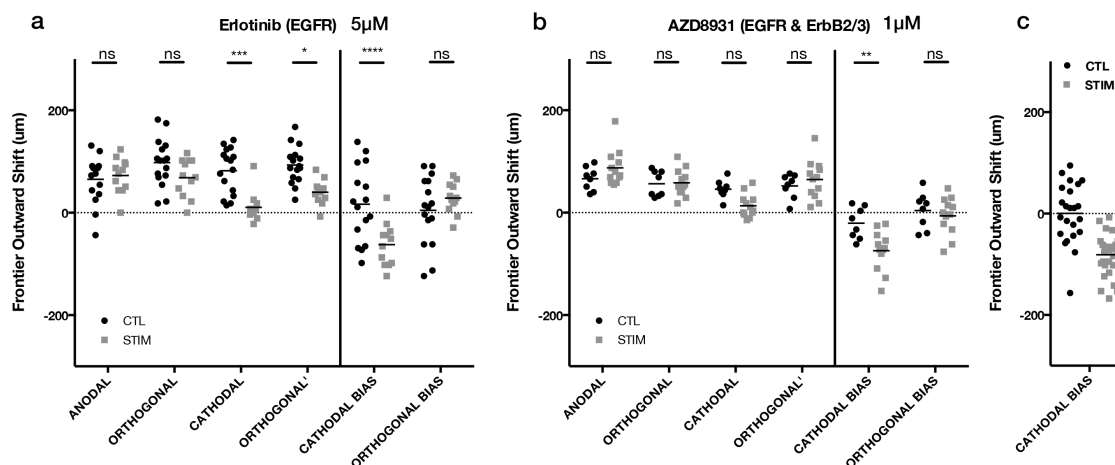 a
Erlotinib (EGFR) 5µM
ns ns *** * **** ns
Frontier Outward Shift (um)
200
0
-200
CTL
STIM
ANODAL
ORTHOGONAL
CATHODAL
ORTHOGONAL'
CATHODAL BIAS
ORTHOGONAL BIAS
b
AZD8931 (EGFR & ErbB2/3) 1µM
ns ns ns ns ** ns
Frontier Outward Shift (um)
200
0
-200
CTL
STIM
ANODAL
ORTHOGONAL
CATHODAL
ORTHOGONAL'
CATHODAL BIAS
ORTHOGONAL BIAS
c
CTL
STIM
Frontier Outward Shift (um)
200
0
-200
CATHODAL BIAS